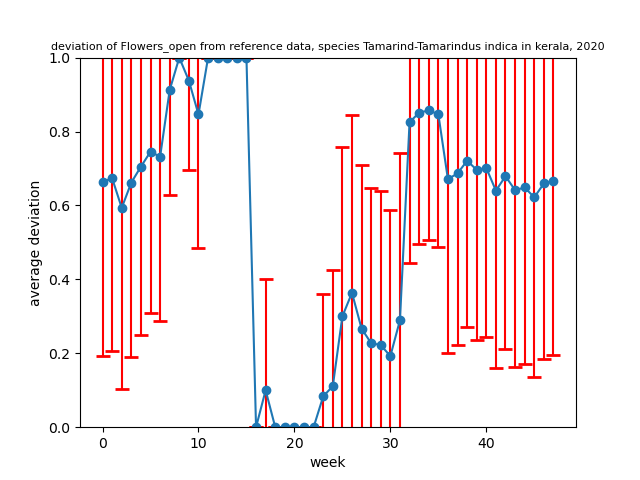 deviation of Flowers_open from reference data, species Tamarind-Tamarindus indica in kerala, 2020
1.0
0.8
0.6
0.4
0.2
0.0
average deviation
0 10 20 30 40
week